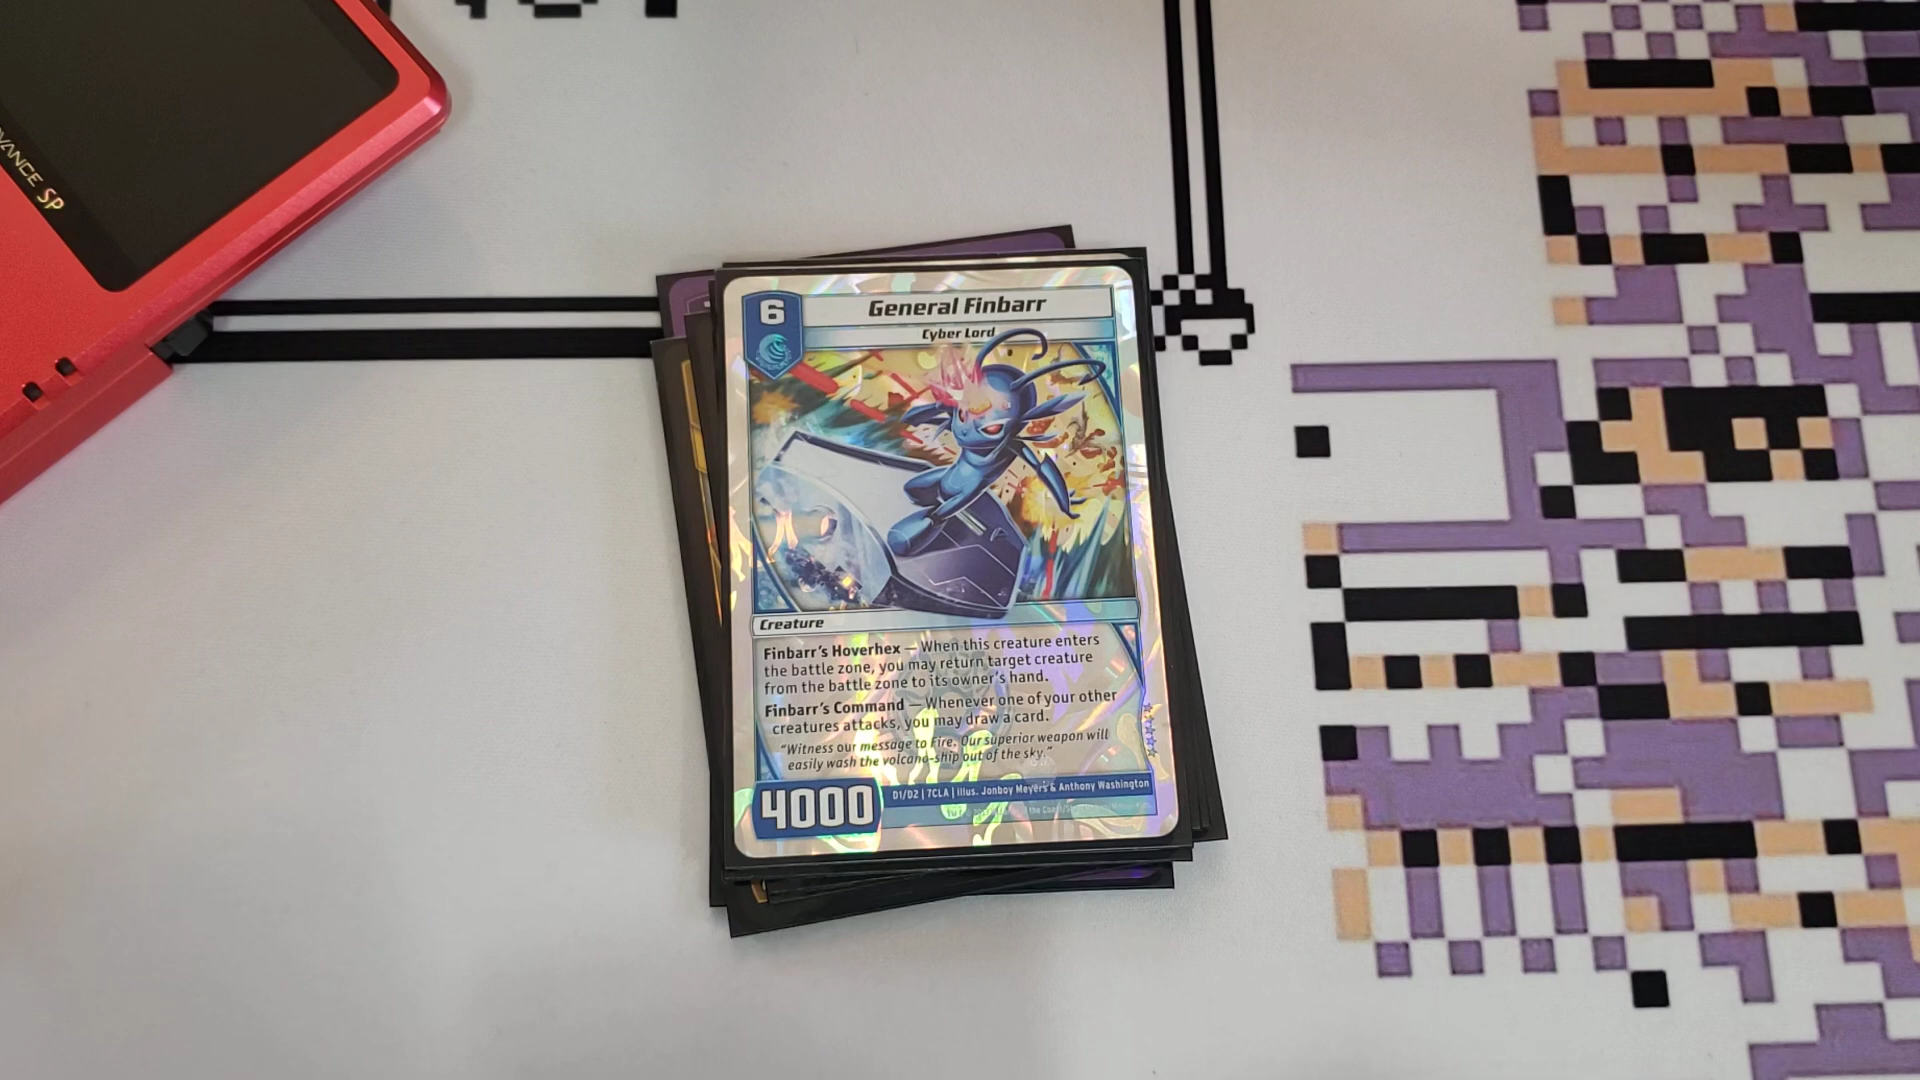 ADVANCE SP
6
General Finbarr
Cyber Lord
Creature
Finbarr's Hoverhex — When this creature enters
the battle zone, you may return target creature
from the battle zone to its owner's hand.
Finbarr's Command — Whenever one of your other
creatures attacks, you may draw a card.
"Witness our message to Fire. Our superior weapon will
easily wash the volcano-ship out of the sky."
4000
D1/D2 | 7CLA | illus. Jonboy Meyers & Anthony Washington